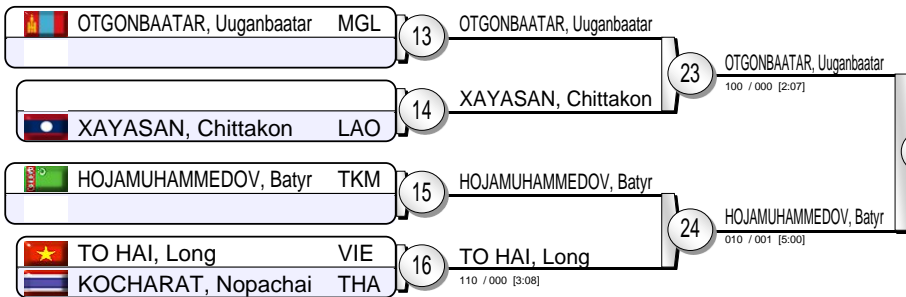 OTGONBAATAR, Uuganbaatar MGL
13
OTGONBAATAR, Uuganbaatar
XAYASAN, Chittakon LAO
14
XAYASAN, Chittakon
23
OTGONBAATAR, Uuganbaatar
100 / 000 [2:07]
HOJAMUHAMMEDOV, Batyr TKM
15
HOJAMUHAMMEDOV, Batyr
TO HAI, Long VIE
KOCHARAT, Nopachai THA
16
TO HAI, Long
110 / 000 [3:08]
24
HOJAMUHAMMEDOV, Batyr
010 / 001 [5:00]